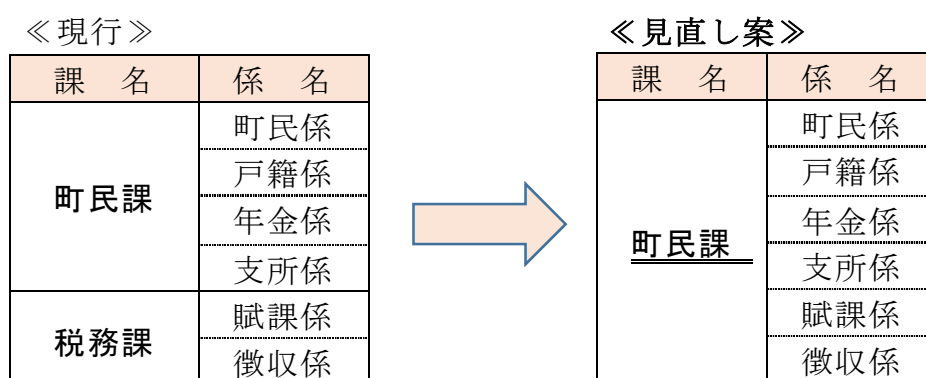 ≪現行≫
課　名 係　名
町民課
町民係
戸籍係
年金係
支所係
税務課
賦課係
徴収係
≪見直し案≫
課　名 係　名
町民課
町民係
戸籍係
年金係
支所係
賦課係
徴収係